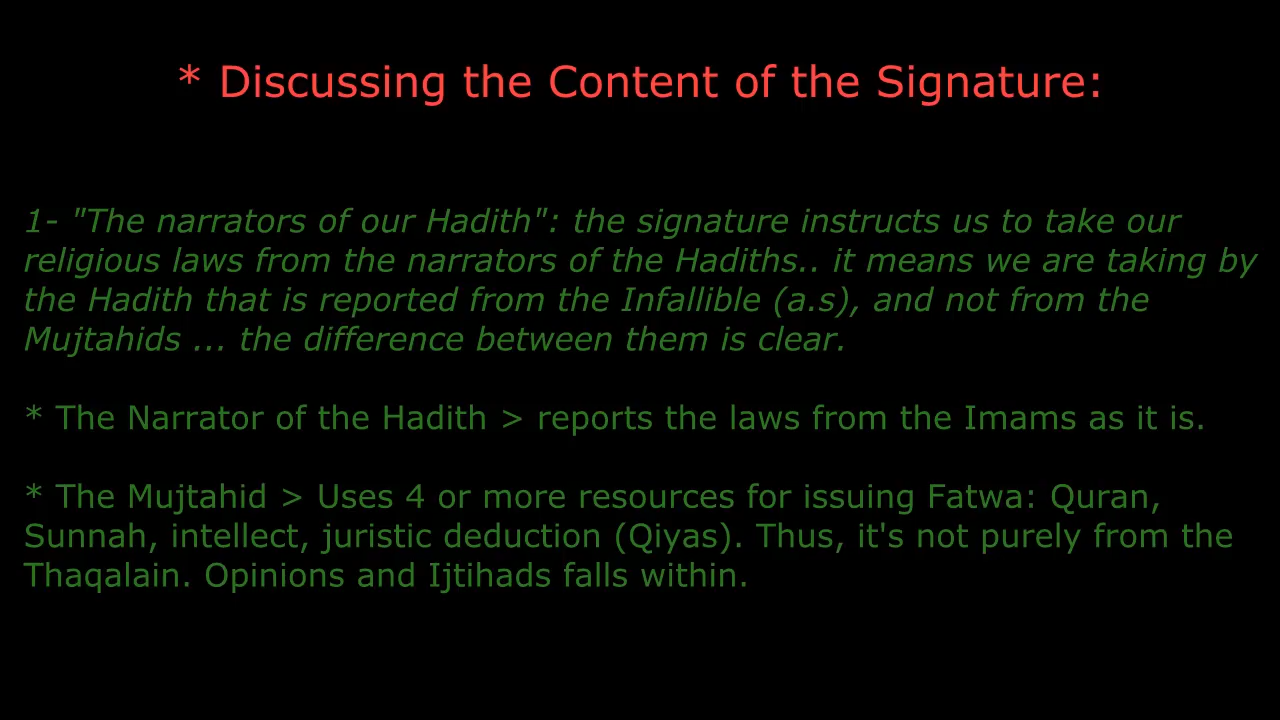 * Discussing the Content of the Signature:
1- "The narrators of our Hadith": the signature instructs us to take our
religious laws from the narrators of the Hadiths.. it means we are taking by
the Hadith that is reported from the Infallible (a.s), and not from the
Mujtahids ... the difference between them is clear.
* The Narrator of the Hadith > reports the laws from the Imams as it is.
* The Mujtahid > Uses 4 or more resources for issuing Fatwa: Quran,
Sunnah, intellect, juristic deduction (Qiyas). Thus, it's not purely from the
Thaqalain. Opinions and Ijtihads falls within.